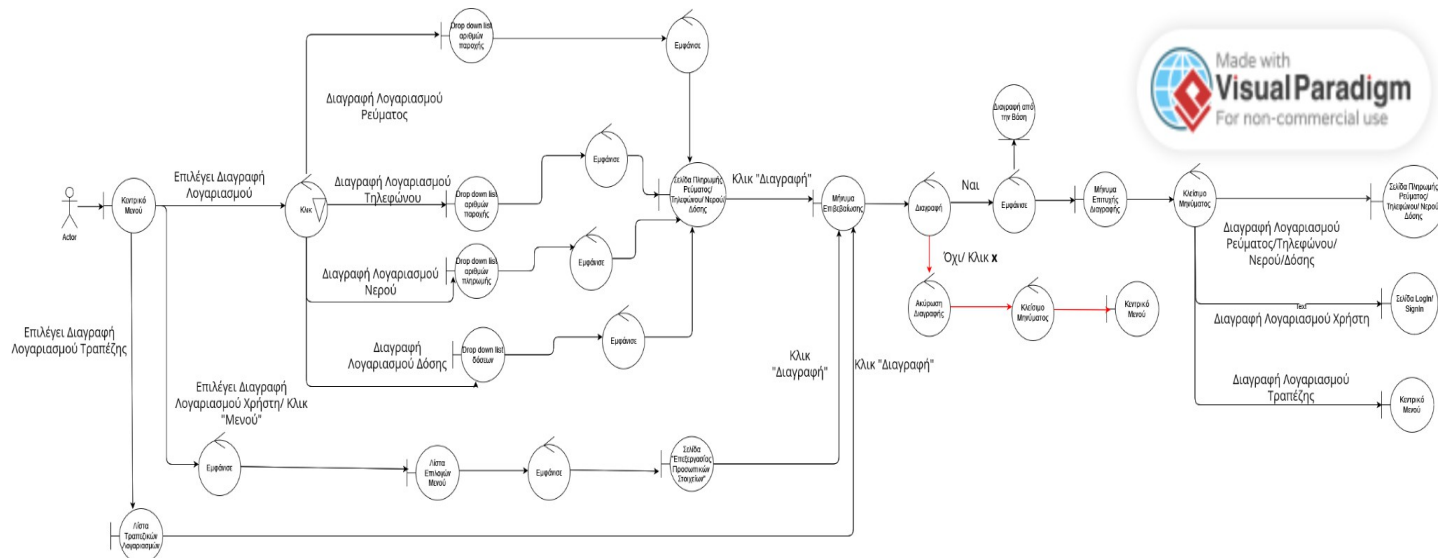 Made with
Visual Paradigm
For non-commercial use
Drop down list
αριθμών
παροχής
Εμφάνισε
Διαγραφή Λογαριασμού
Ρεύματος
Διαγραφή από
την Βάση
Actor
Κεντρικό
Μενού
Επιλέγει Διαγραφή
Λογαριασμού
Κλικ
Διαγραφή Λογαριασμού
Τηλεφώνου
Drop down list
αριθμών
παροχής
Εμφάνισε
Σελίδα Πληρωμής
Ρεύματος/
Τηλεφώνου/ Νερού/
Δόσης
Κλικ "Διαγραφή"
Μήνυμα
Επιβεβαίωσης
Διαγραφή
Ναι
Εμφάνισε
Μήνυμα
Επιτυχής
Διαγραφής
Κλείσιμο
Μηνύματος
Σελίδα Πληρωμής
Ρεύματος/
Τηλεφώνου/ Νερού/
Δόσης
Διαγραφή Λογαριασμού
Ρεύματος/Τηλεφώνου/
Νερού/Δόσης
Διαγραφή Λογαριασμού
Νερού
Drop down list
αριθμών
πληρωμής
Εμφάνισε
Όχι/ Κλικ x
Ακύρωση
Διαγραφής
Κλείσιμο
Μηνύματος
Κεντρικό
Μενού
Text
Διαγραφή Λογαριασμού Χρήστη
Σελίδα LogIn/
SignIn
Επιλέγει Διαγραφή
Λογαριασμού Τραπέζης
Διαγραφή
Λογαριασμού Δόσης
Drop down list
δόσεων
Εμφάνισε
Κλικ
"Διαγραφή"
Κλικ "Διαγραφή"
Διαγραφή Λογαριασμού
Τραπέζης
Κεντρικό
Μενού
Επιλέγει Διαγραφή
Λογαριασμού Χρήστη/ Κλικ
"Μενού"
Εμφάνισε
Λίστα
Επιλογών
Μενού
Εμφάνισε
Σελίδα
"Επεξεργασίας
Προσωπικών
Στοιχείων"
Λίστα
Τραπεζικών
Λογαριασμών